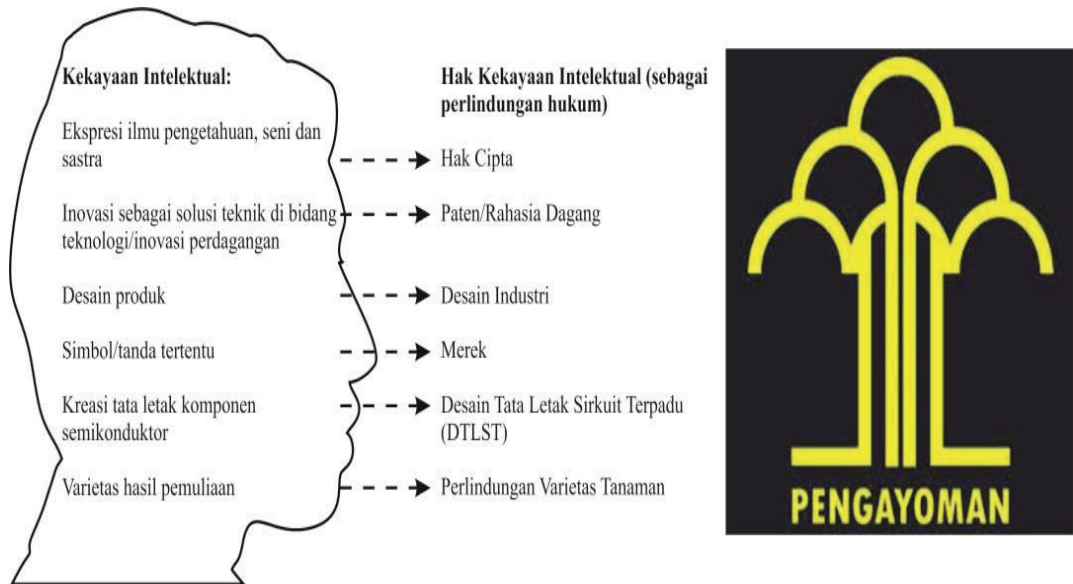 Kekayaan Intelektual:
Ekspresi ilmu pengetahuan, seni dan
sastra
Inovasi sebagai solusi teknik di bidang
teknologi/inovasi perdagangan
Desain produk
Simbol/tanda tertentu
Kreasi tata letak komponen
semikonduktor
Varietas hasil pemuliaan
Hak Kekayaan Intelektual (sebagai
perlindungan hukum)
Hak Cipta
Paten/Rahasia Dagang
Desain Industri
Merek
Desain Tata Letak Sirkuit Terpadu
(DTLST)
Perlindungan Varietas Tanaman
PENGAYOMAN